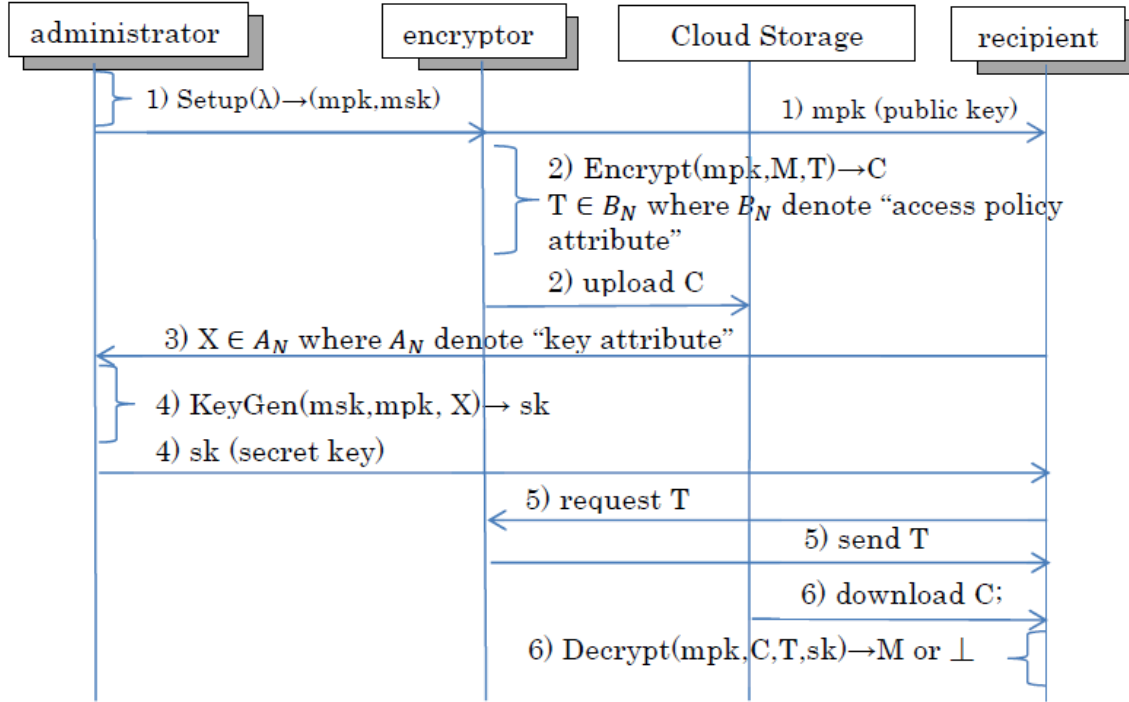 administrator
encryptor
Cloud Storage
recipient
1) Setup(λ)→(mpk,msk)
1) mpk (public key)
2) Encrypt(mpk,M,T)→C
T ∈ B_N where B_N denote “access policy
attribute”
2) upload C
3) X ∈ A_N where A_N denote “key attribute”
4) KeyGen(msk,mpk, X)→ sk
4) sk (secret key)
5) request T
5) send T
6) download C;
6) Decrypt(mpk,C,T,sk)→M or ⊥